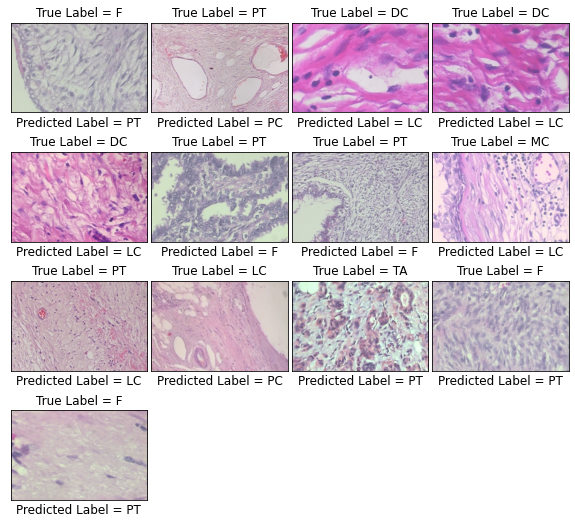 True Label = F
True Label = PT
True Label = DC
True Label = DC
Predicted Label = PT
Predicted Label = PC
Predicted Label = LC
Predicted Label = LC
True Label = DC
True Label = PT
True Label = PT
True Label = MC
Predicted Label = LC
Predicted Label = F
Predicted Label = F
Predicted Label = LC
True Label = PT
True Label = LC
True Label = TA
True Label = F
Predicted Label = LC
Predicted Label = PC
Predicted Label = PT
Predicted Label = PT
True Label = F
Predicted Label = PT